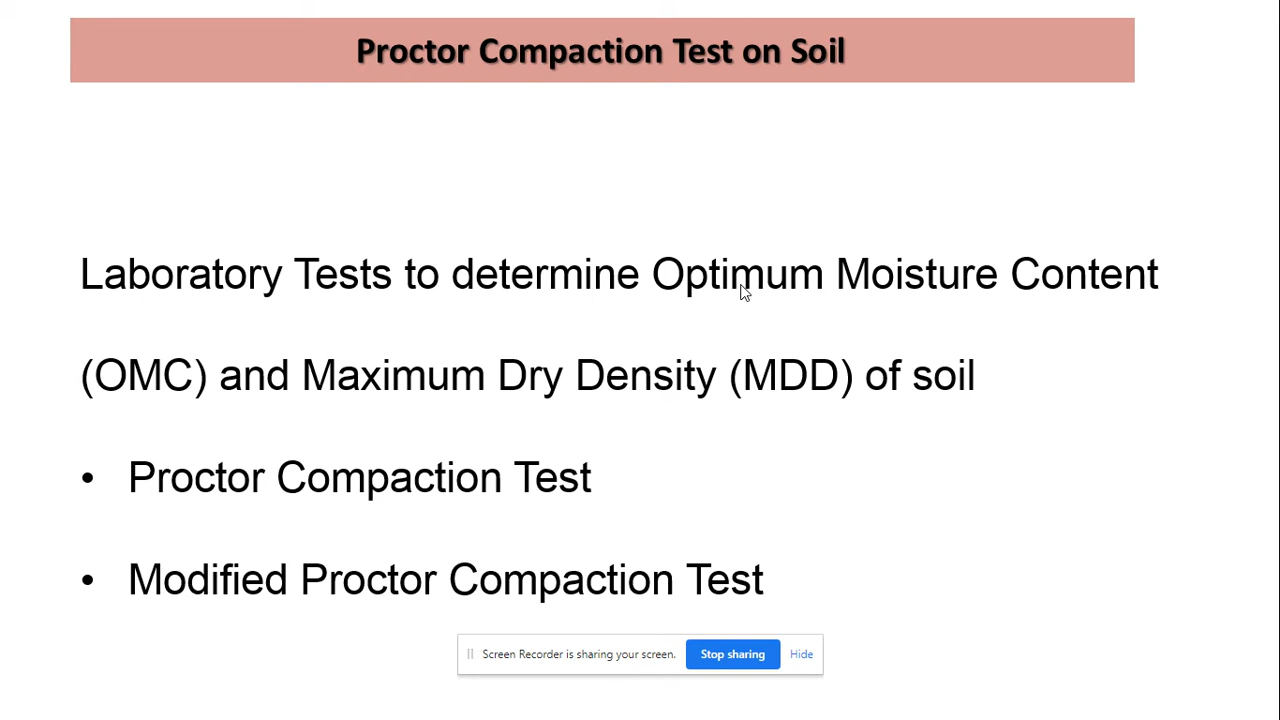 Proctor Compaction Test on Soil
Laboratory Tests to determine Optimum Moisture Content
(OMC) and Maximum Dry Density (MDD) of soil
• Proctor Compaction Test
• Modified Proctor Compaction Test
Screen Recorder is sharing your screen. Stop sharing Hide